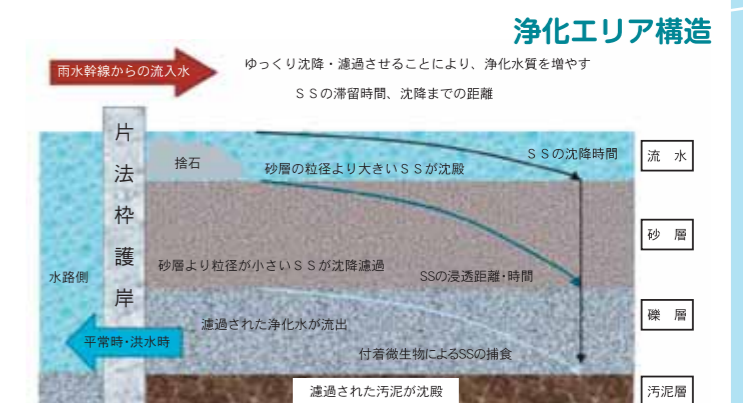 浄化エリア構造
雨水幹線からの流入水
ゆっくり沈降・濾過させることにより、浄化水質を増やす
ＳＳの滞留時間、沈降までの距離
片法枠護岸
捨石
砂層の粒径より大きいＳＳが沈殿
ＳＳの沈降時間
流 水
砂 層
水路側
砂層より粒径が小さいＳＳが沈降濾過
SSの浸透距離・時間
礫 層
濾過された浄化水が流出
平常時・洪水時
付着微生物によるSSの捕食
濾過された汚泥が沈殿
汚泥層